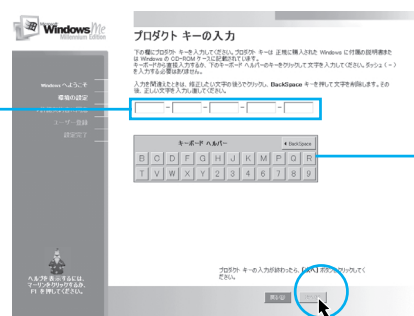 Microsoft
Windows Me
Millennium Edition
プロダクト キーの入力
下の欄にプロダクト キーを入力してください。プロダクト キーは 正規に購入された Windows に付属の説明書または Windows の CD-ROM ケースに記載されています。
キーボードから直接入力するか、下のキーボード ヘルパーのキーをクリックして文字を入力してください。ダッシュ (-) を入力する必要はありません。
入力を間違えたときは、修正したい文字の後ろでクリックし、BackSpace キーを押して文字を削除します。その後、正しい文字を入力し直してください。
Windows へようこそ
環境の設定
ユーザー登録
設定完了
- - - -
キーボード ヘルパー
BackSpace
B C D F G H J K M P Q R
T V W X Y 2 3 4 6 7 8 9
ヘルプを表示するには、
マーリンをクリックするか、
F1 を押してください。
プロダクト キーの入力が終わったら、[次へ] ボタンをクリックしてください。
戻る